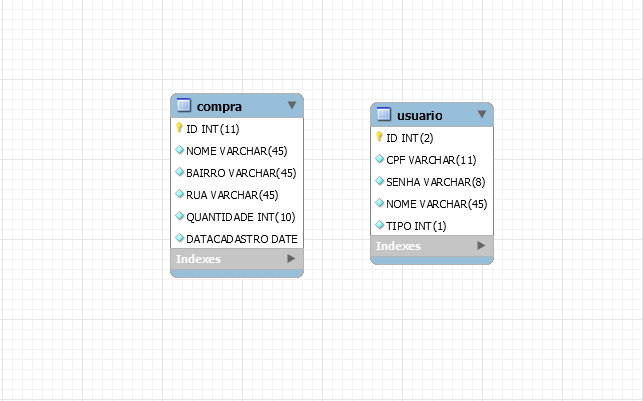 compra
ID INT(11)
NOME VARCHAR(45)
BAIRRO VARCHAR(45)
RUA VARCHAR(45)
QUANTIDADE INT(10)
DATACADASTRO DATE
Indexes
usuario
ID INT(2)
CPF VARCHAR(11)
SENHA VARCHAR(8)
NOME VARCHAR(45)
TIPO INT(1)
Indexes